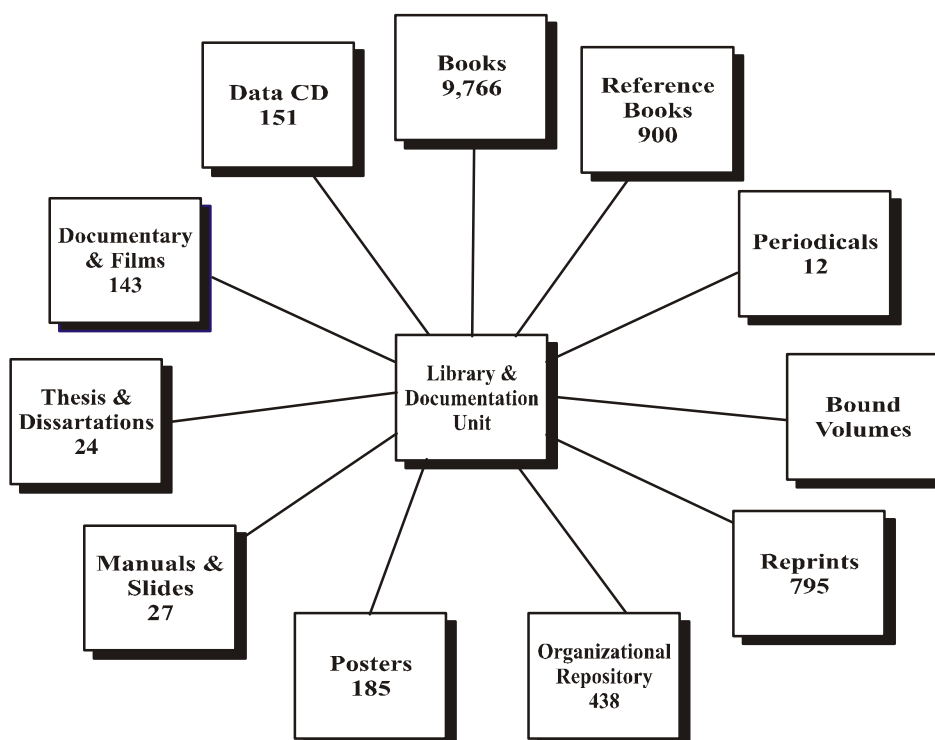 Books
9,766
Data CD
151
Reference
Books
900
Documentary
& Films
143
Periodicals
12
Library &
Documentation
Unit
Thesis &
Dissartations
24
Bound
Volumes
Manuals &
Slides
27
Reprints
795
Posters
185
Organizational
Repository
438